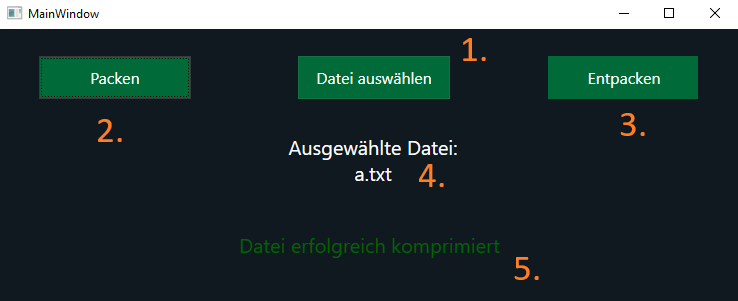 MainWindow
Packen
Datei auswählen
Entpacken
1.
2.
3.
Ausgewählte Datei:
a.txt
4.
Datei erfolgreich komprimiert
5.